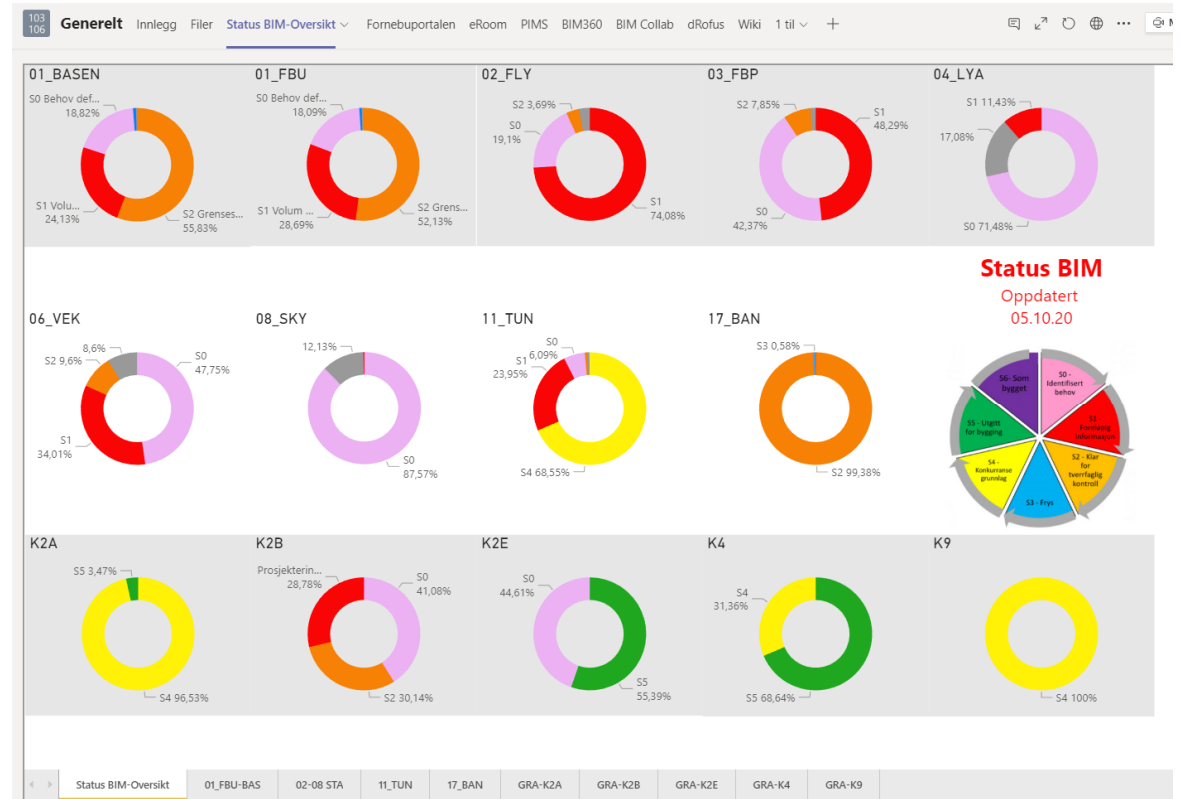 103
106
Generelt Innlegg Filer Status BIM-Oversikt Fornebuportalen eRoom PIMS BIM360 BIM Collab dRofus Wiki 1 til
01_BASEN
S0 Behov def...
18,82%
S1 Volu...
24,13%
S2 Grenses...
55,83%
01_FBU
S0 Behov def...
18,09%
S1 Volum ...
28,69%
S2 Grens...
52,13%
02_FLY
S2 3,69%
S0
19,1%
S1
74,08%
03_FBP
S2 7,85%
S1
48,29%
S0
42,37%
04_LYA
S1 11,43%
17,08%
S0 71,48%
Status BIM
Oppdatert
05.10.20
06_VEK
8,6%
S2 9,6%
S0
47,75%
S1
34,01%
08_SKY
12,13%
S0
87,57%
11_TUN
S0
6,09%
S1
23,95%
S4 68,55%
17_BAN
S3 0,58%
S2 99,38%
S6- Som
bygget
S0 -
Identifisert
behov
S1 -
Foreløpig
informasjon
S2 - Klar
for
tverrfaglig
kontroll
S3 - Frys
S4 -
Konkurranse
grunnlag
S5 - Utgitt
for bygging
K2A
S5 3,47%
S4 96,53%
K2B
Prosjekterin...
28,78%
S0
41,08%
S2 30,14%
K2E
S0
44,61%
S5
55,39%
K4
S4
31,36%
S5 68,64%
K9
S4 100%
Status BIM-Oversikt 01_FBU-BAS 02-08 STA 11_TUN 17_BAN GRA-K2A GRA-K2B GRA-K2E GRA-K4 GRA-K9